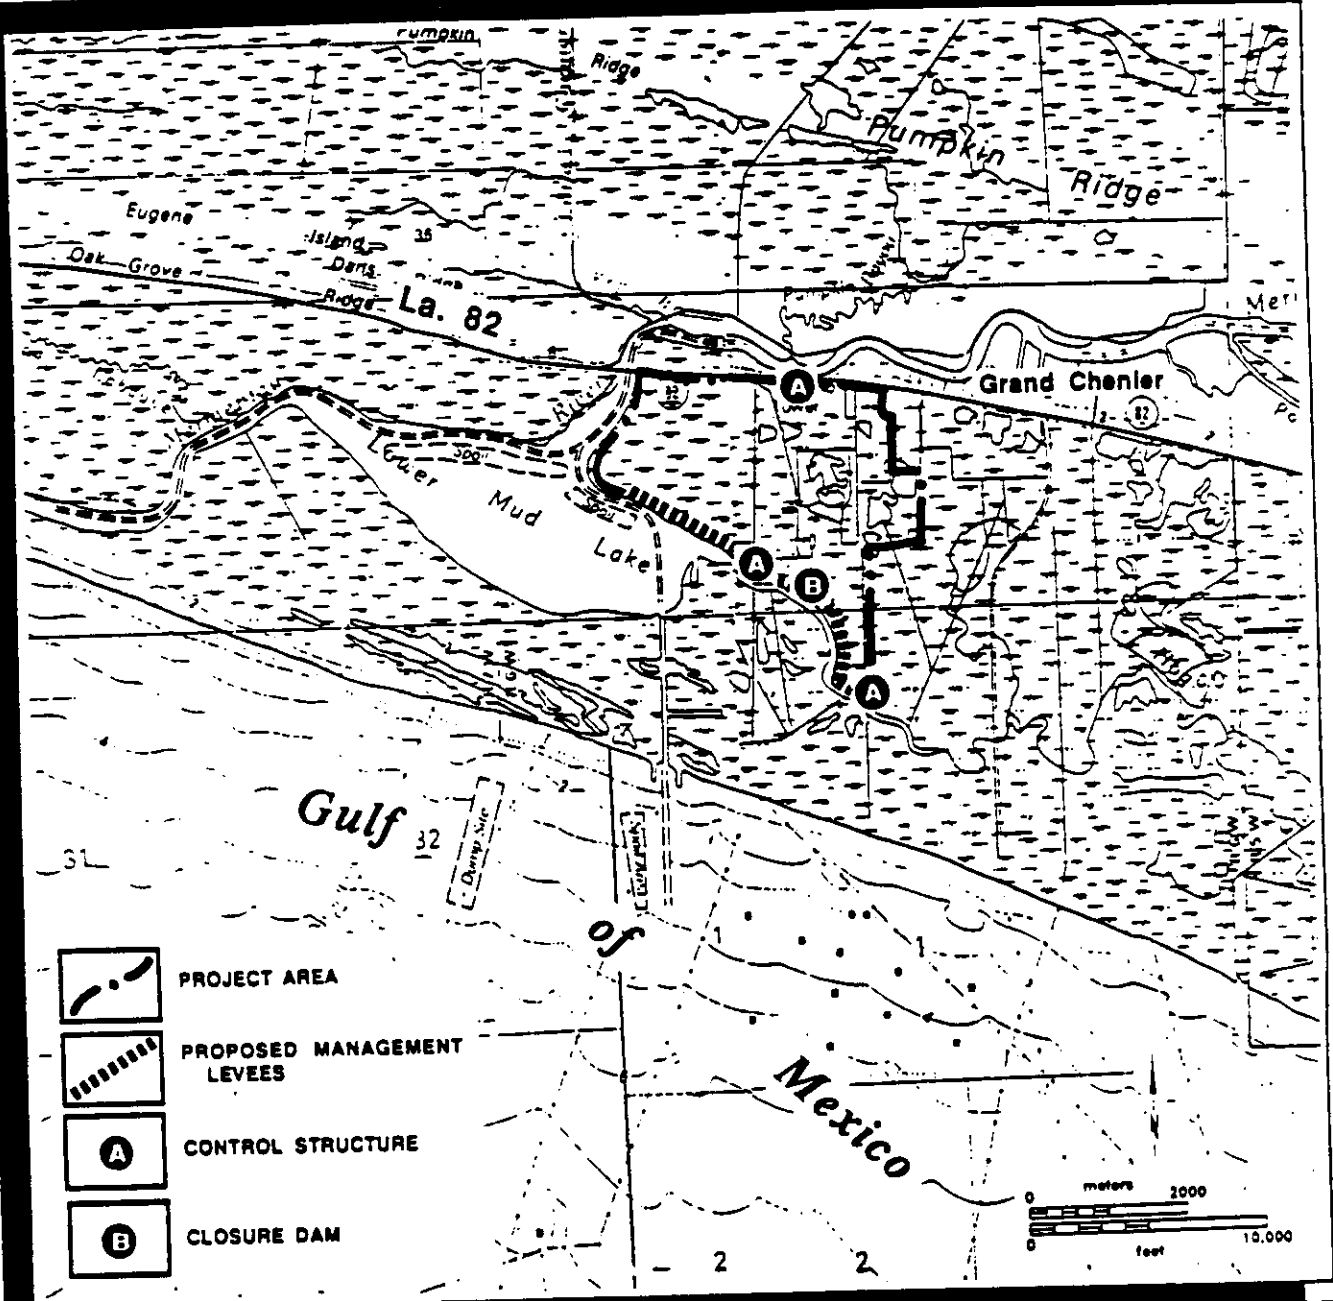 Pumpkin
Ridge
Pumpkin
Ridge
Eugene
Island
35
Oak Grove
Ridge
La. 82
Grand Chenier
82
Lower
Mud
Lake
A
A
B
A
Gulf
32
Dump Site
of
1
1
Mexico
PROJECT AREA
PROPOSED MANAGEMENT
LEVEES
A
CONTROL STRUCTURE
B
CLOSURE DAM
meters
0 2000
0 10,000
feet
2 2